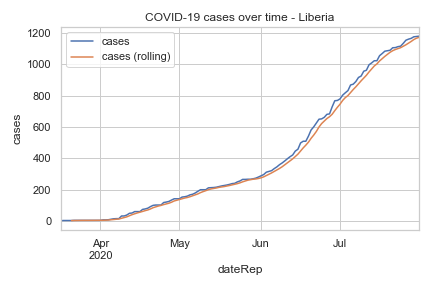 COVID-19 cases over time - Liberia
cases
cases (rolling)
1200
1000
800
600
400
200
0
cases
Apr
2020
May
Jun
Jul
dateRep